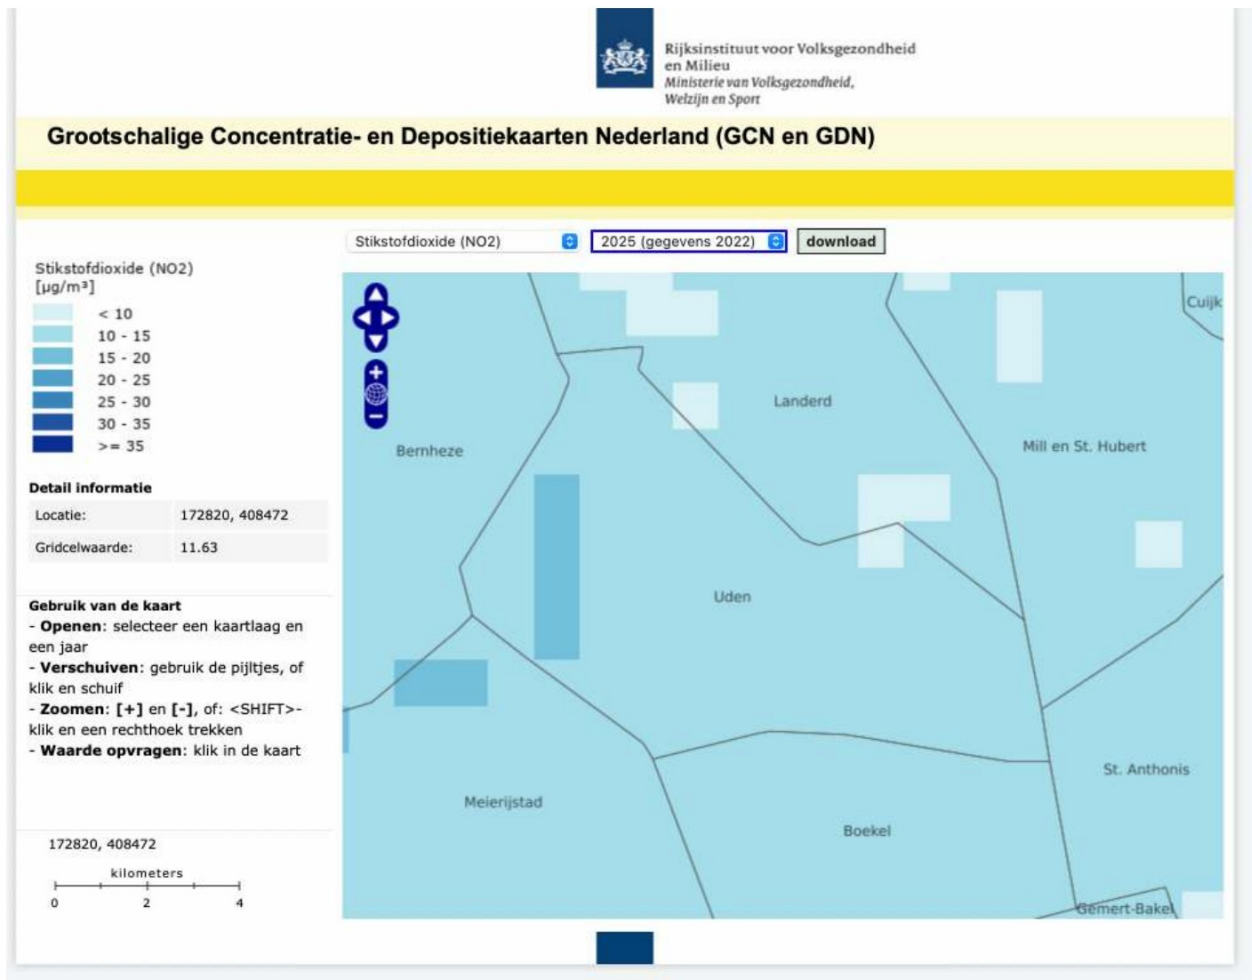 Rijksinstituut voor Volksgezondheid
en Milieu
Ministerie van Volksgezondheid,
Welzijn en Sport
Grootschalige Concentratie- en Depositiekaarten Nederland (GCN en GDN)
Stikstofdioxide (NO2)
2025 (gegevens 2022)
download
Stikstofdioxide (NO2)
[µg/m³]
< 10
10 - 15
15 - 20
20 - 25
25 - 30
30 - 35
>= 35
Detail informatie
Locatie: 172820, 408472
Gridcelwaarde: 11.63
Gebruik van de kaart
- Openen: selecteer een kaartlaag en
een jaar
- Verschuiven: gebruik de pijltjes, of
klik en schuif
- Zoomen: [+] en [-], of: <SHIFT>-
klik en een rechthoek trekken
- Waarde opvragen: klik in de kaart
172820, 408472
kilometers
0 2 4
Cuijk
Landerd
Bernheze
Mill en St. Hubert
Uden
St. Anthonis
Meierijstad
Boekel
Gemert-Bakel